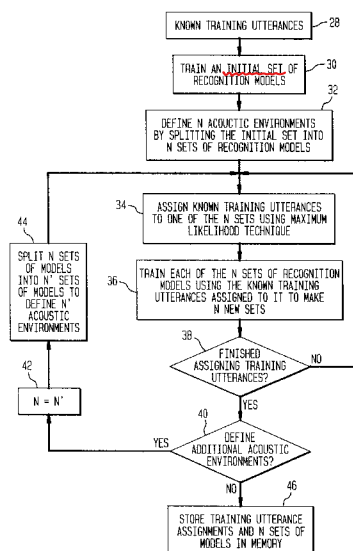 KNOWN TRAINING UTTERANCES
28
TRAIN AN INITIAL SET OF
RECOGNITION MODELS
30
DEFINE N ACOUCTIC ENVIRONMENTS
BY SPLITTING THE INITIAL SET INTO
N SETS OF RECOGNITION MODELS
32
ASSIGN KNOWN TRAINING UTTERANCES
TO ONE OF THE N SETS USING MAXIMUM
LIKELIHOOD TECHNIQUE
34
TRAIN EACH OF THE N SETS OF RECOGNITION
MODELS USING THE KNOWN TRAINING
UTTERANCES ASSIGNED TO IT TO MAKE
N NEW SETS
36
38
FINISHED
ASSIGNING TRAINING
UTTERANCES?
NO
YES
40
DEFINE
ADDITIONAL ACOUSTIC
ENVIRONMENTS?
YES
NO
42
N = N'
44
SPLIT N SETS
OF MODELS
INTO N' SETS
OF MODELS TO
DEFINE N'
ACOUSTIC
ENVIRONMENTS
46
STORE TRAINING UTTERANCE
ASSIGNMENTS AND N SETS OF
MODELS IN MEMORY